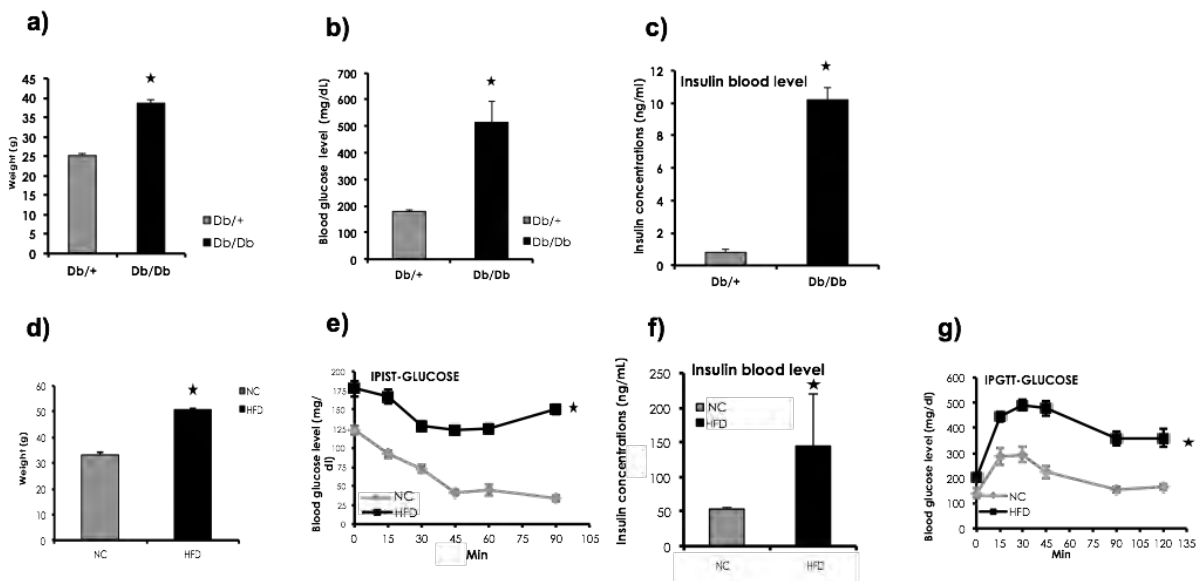 a)
45
40
35
30
25
20
15
10
5
0
Weight (g)
★
Db/+
Db/Db
Db/+
Db/Db
b)
700
600
500
400
300
200
100
0
Blood glucose level (mg/dL)
★
Db/+
Db/Db
Db/+
Db/Db
c)
Insulin blood level
12
10
8
6
4
2
0
Insulin concentrations (ng/ml)
★
Db/+
Db/Db
d)
60
50
40
30
20
10
0
Weight (g)
★
NC
HFD
NC
HFD
e)
IPIST-GLUCOSE
200
175
150
125
100
75
50
25
0
Blood glucose level (mg/
dl)
★
NC
HFD
0 15 30 45 60 75 90 105
Min
f)
Insulin blood level
250
200
150
100
50
0
Insulin concentrations (ng/mL)
★
NC
HFD
NC
HFD
g)
IPGTT-GLUCOSE
600
500
400
300
200
100
0
Blood glucose level (mg/dl)
★
NC
HFD
0 15 30 45 60 75 90 105 120 135
Min